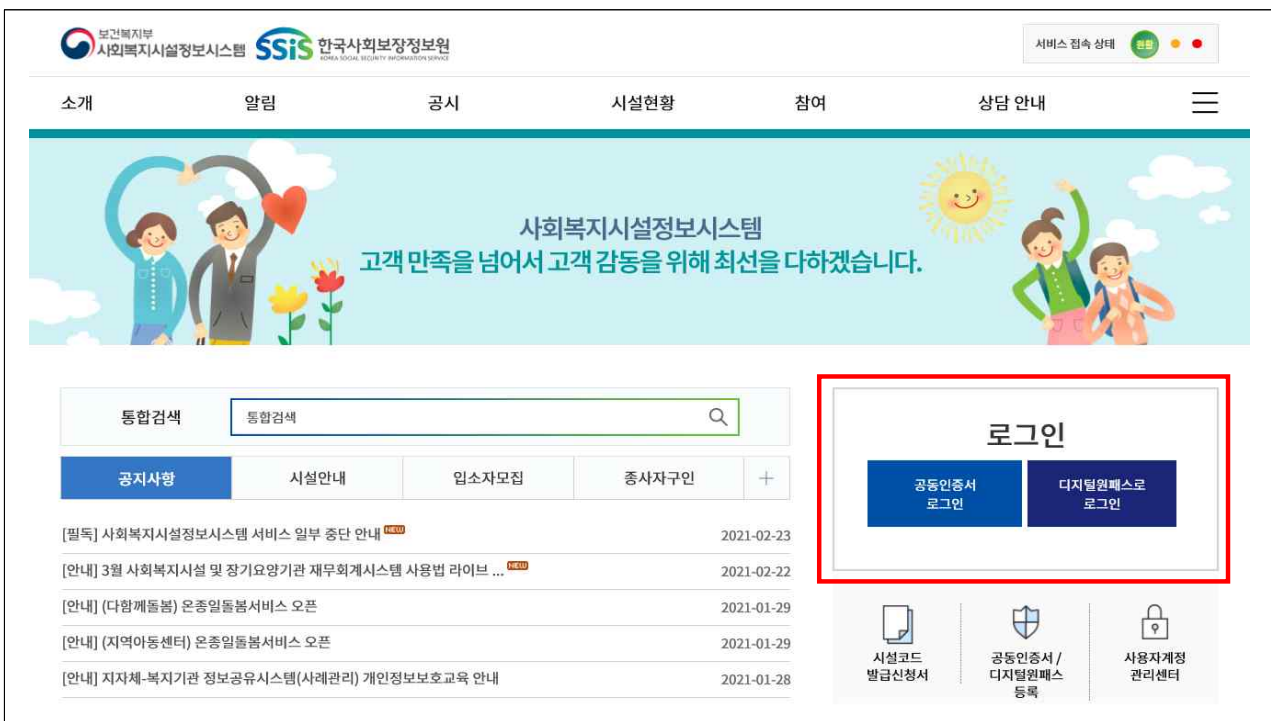 보건복지부
사회복지시설정보시스템
SSiS 한국사회보장정보원
KOREA SOCIAL SECURITY INFORMATION SERVICE
서비스 접속 상태 원활
소개 알림 공시 시설현황 참여 상담 안내
사회복지시설정보시스템
고객 만족을 넘어서 고객 감동을 위해 최선을 다하겠습니다.
통합검색 통합검색
공지사항 시설안내 입소자모집 종사자구인 +
[필독] 사회복지시설정보시스템 서비스 일부 중단 안내 NEW 2021-02-23
[안내] 3월 사회복지시설 및 장기요양기관 재무회계시스템 사용법 라이브 ... NEW 2021-02-22
[안내] (다함께돌봄) 온종일돌봄서비스 오픈 2021-01-29
[안내] (지역아동센터) 온종일돌봄서비스 오픈 2021-01-29
[안내] 지자체-복지기관 정보공유시스템(사례관리) 개인정보보호교육 안내 2021-01-28
로그인
공동인증서
로그인
디지털원패스로
로그인
시설코드
발급신청서
공동인증서 /
디지털원패스
등록
사용자계정
관리센터